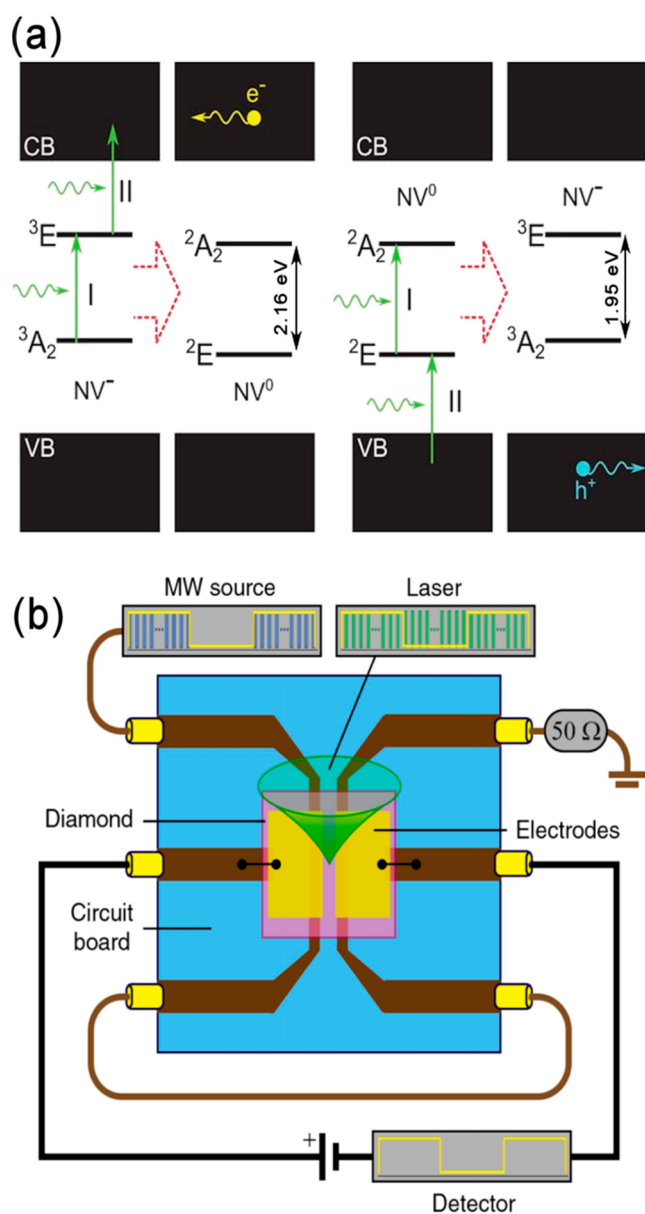 (a)
CB
e⁻
CB
II
NV⁰
NV⁻
³E
²A₂
²A₂
³E
I
2.16 eV
I
1.95 eV
³A₂
²E
²E
³A₂
NV⁻
NV⁰
II
VB
VB
h⁺
(b)
MW source
Laser
...
...
...
...
...
50 Ω
Diamond
Electrodes
Circuit
board
+
Detector